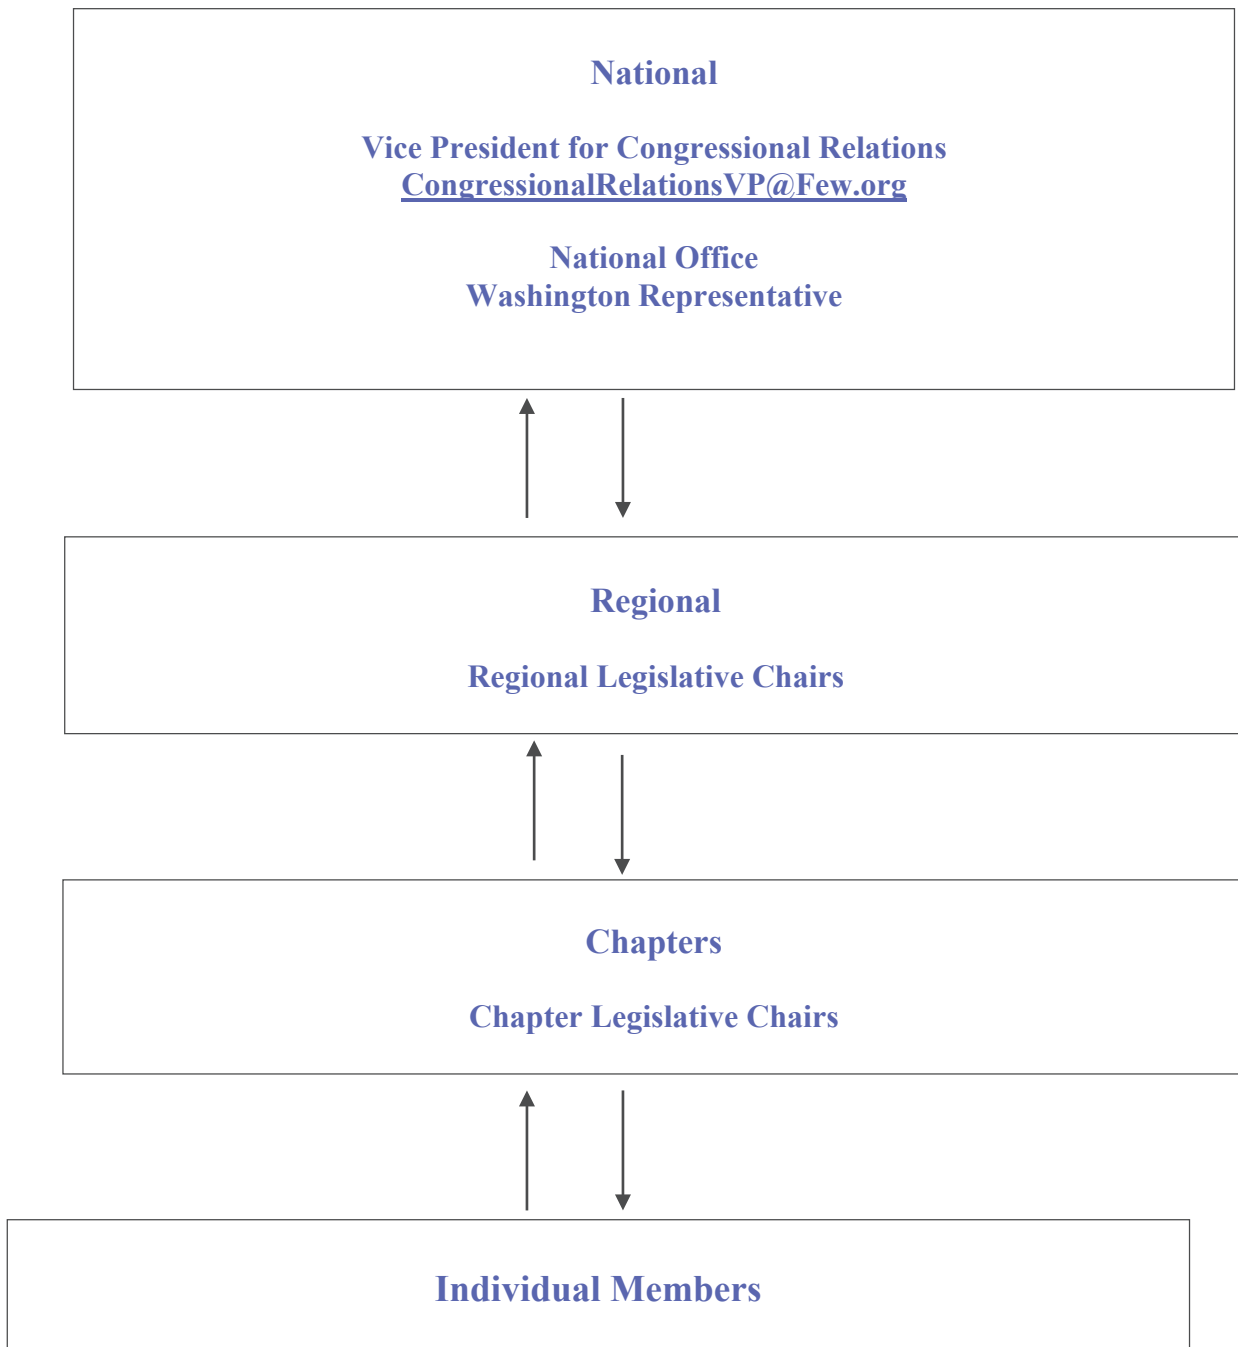 National
Vice President for Congressional Relations
CongressionalRelationsVP@Few.org
National Office
Washington Representative
Regional
Regional Legislative Chairs
Chapters
Chapter Legislative Chairs
Individual Members